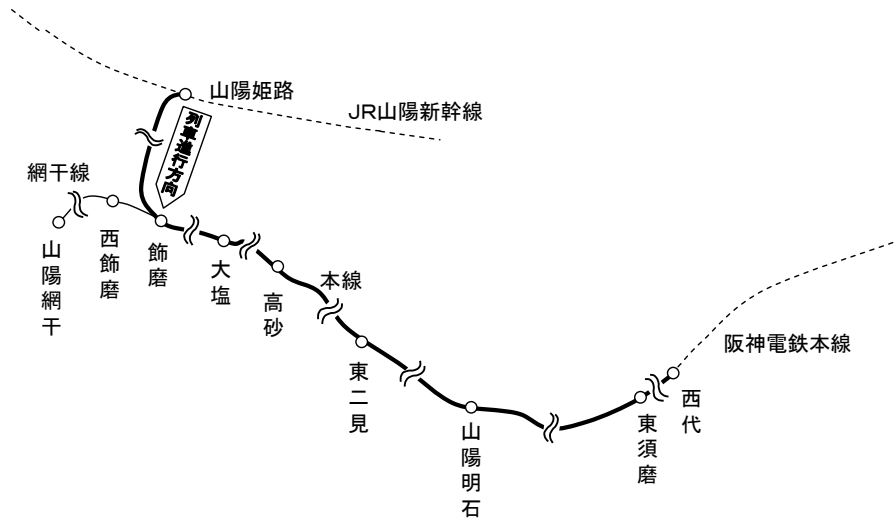 山陽姫路
JR山陽新幹線
列車進行方向
網干線
山陽網干
西飾磨
飾磨
大塩
高砂
本線
東二見
山陽明石
東須磨
西代
阪神電鉄本線